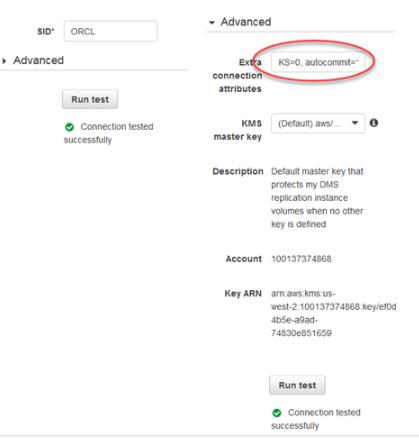 SID*
ORCL
Advanced
Run test
Connection tested
successfully
Advanced
Extra
connection
attributes
KS=0, autocommit=
KMS
master key
(Default) aws/...
Description
Default master key that
protects my DMS
replication instance
volumes when no other
key is defined
Account
100137374868
Key ARN
arn:aws:kms:us-
west-2:100137374868:key/ef0d
4b5e-a9ad-
74830e851659
Run test
Connection tested
successfully